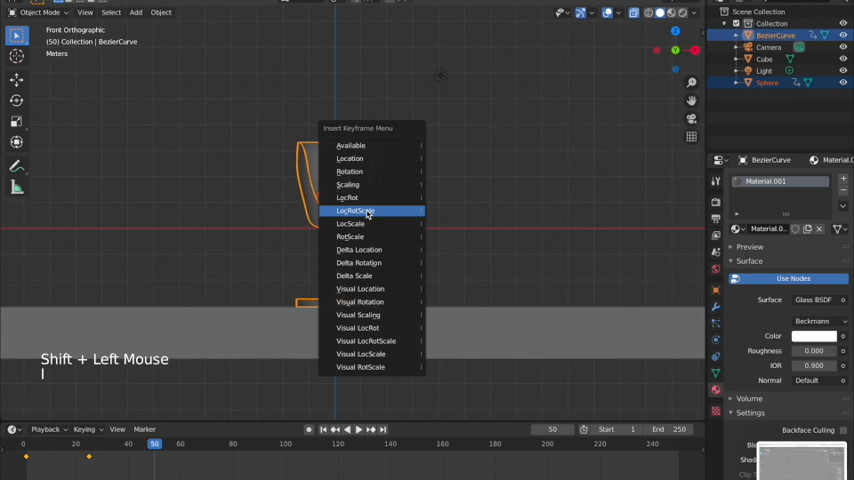 Object Mode View Select Add Object
Scene Collection
Collection
BezierCurve
Camera
Cube
Light
Sphere
Front Orthographic
(50) Collection | BezierCurve
Meters
Insert Keyframe Menu
Available I
Location I
Rotation I
Scaling I
LocRot I
LocRotScale I
LocScale I
RotScale I
Delta Location I
Delta Rotation I
Delta Scale I
Visual Location I
Visual Rotation I
Visual Scaling I
Visual LocRot I
Visual LocRotScale I
Visual LocScale I
Visual RotScale I
X
Y
Z
BezierCurve Material.0
Material.001
Material.0..
Preview
Surface
Use Nodes
Surface Glass BSDF
Beckmann
Color
Roughness 0.000
IOR 0.900
Normal Default
Volume
Settings
Backface Culling
Shift + Left Mouse
I
Playback Keying View Marker
50 Start 1 End 250
0 20 40 50 60 80 100 120 140 160 180 200 220 240